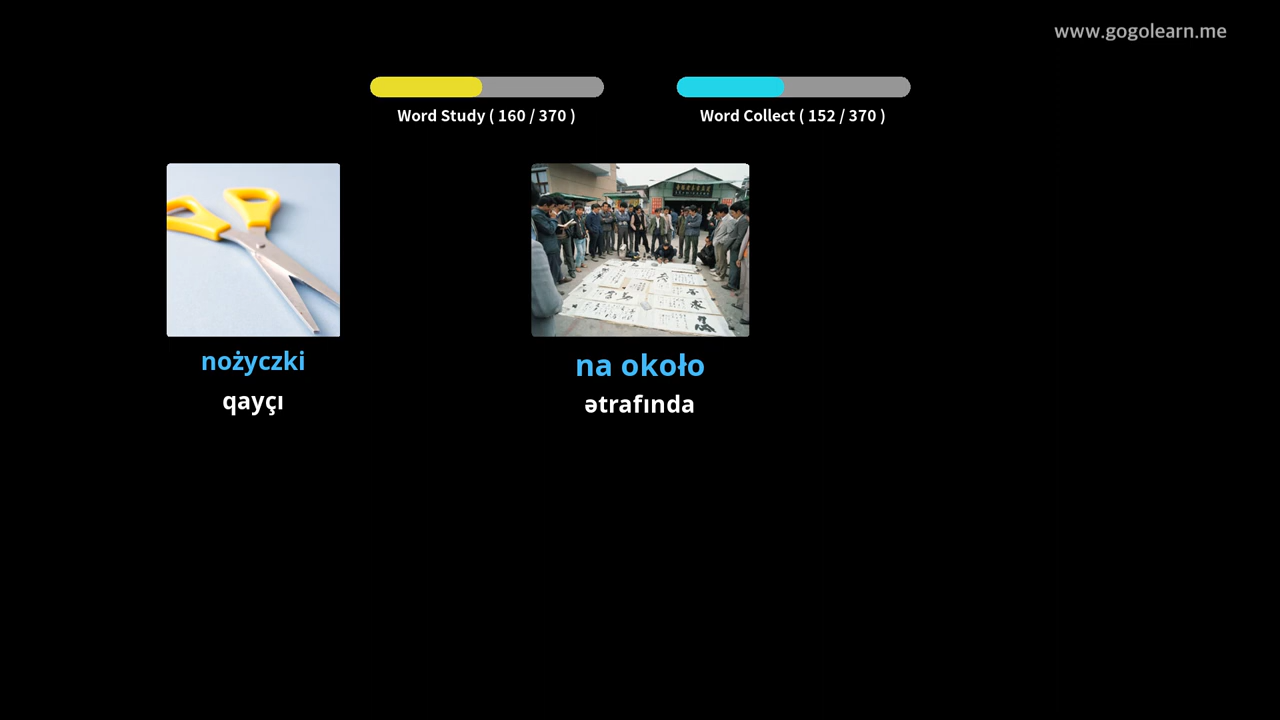 www.gogolearn.me
Word Study ( 160 / 370 )
Word Collect ( 152 / 370 )
nożyczki
qayçı
na około
ətrafında